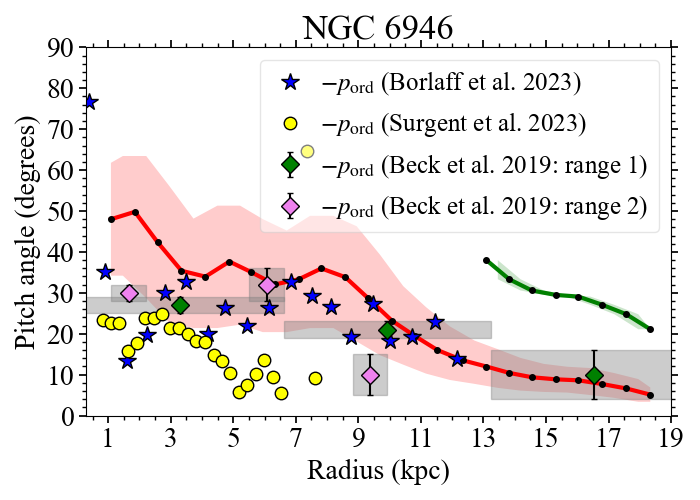 NGC 6946
Pitch angle (degrees)
90
80
70
60
50
40
30
20
10
0
−p_ord (Borlaff et al. 2023)
−p_ord (Surgent et al. 2023)
−p_ord (Beck et al. 2019: range 1)
−p_ord (Beck et al. 2019: range 2)
1 3 5 7 9 11 13 15 17 19
Radius (kpc)